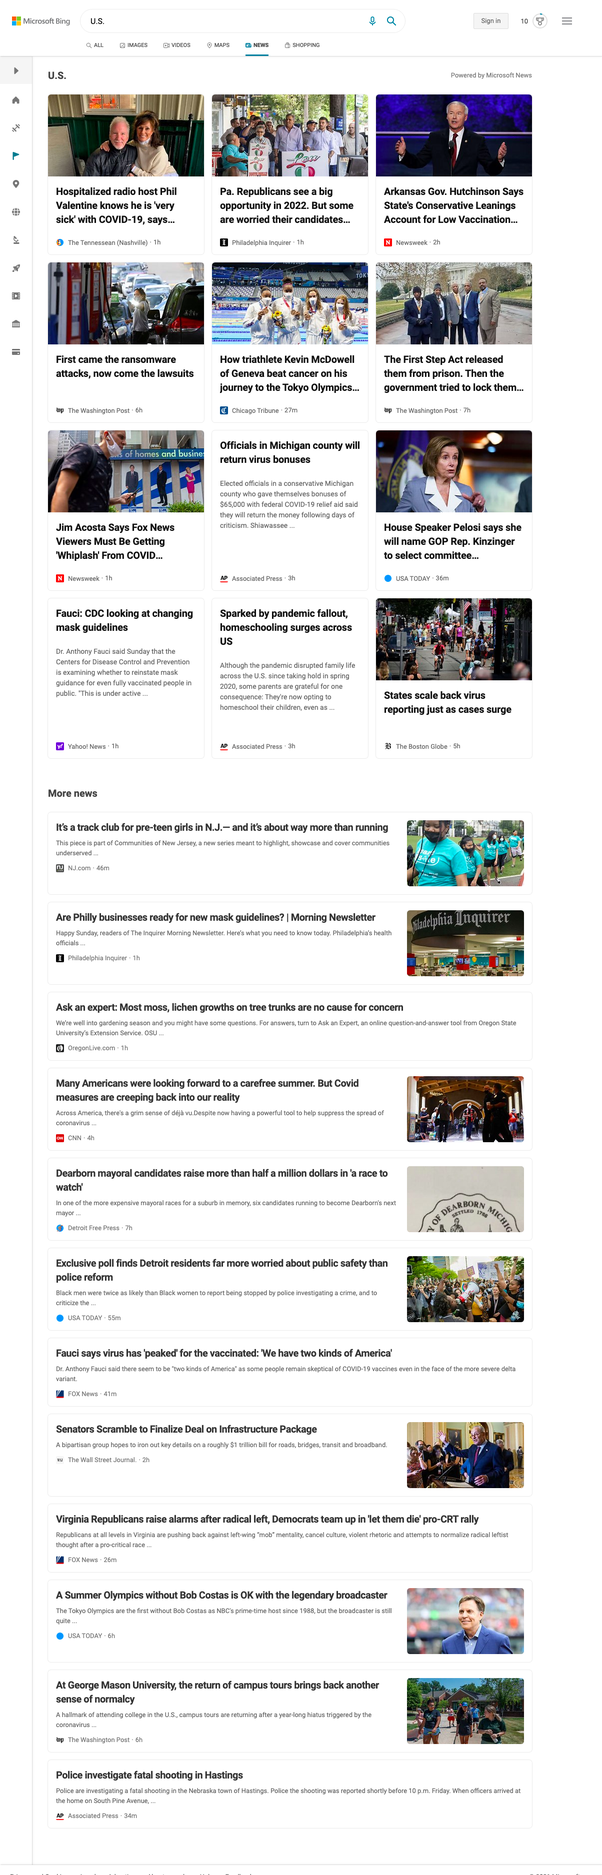 Microsoft Bing
U.S.
Sign in
10
ALL
IMAGES
VIDEOS
MAPS
NEWS
SHOPPING
U.S.
Powered by Microsoft News
Hospitalized radio host Phil
Valentine knows he is 'very
sick' with COVID-19, says...
The Tennessean (Nashville) · 1h
Pa. Republicans see a big
opportunity in 2022. But some
are worried their candidates...
Philadelphia Inquirer · 1h
Arkansas Gov. Hutchinson Says
State's Conservative Leanings
Account for Low Vaccination...
Newsweek · 2h
First came the ransomware
attacks, now come the lawsuits
The Washington Post · 6h
How triathlete Kevin McDowell
of Geneva beat cancer on his
journey to the Tokyo Olympics...
Chicago Tribune · 27m
The First Step Act released
them from prison. Then the
government tried to lock them...
The Washington Post · 7h
s of homes and busines
Jim Acosta Says Fox News
Viewers Must Be Getting
'Whiplash' From COVID...
Newsweek · 1h
Officials in Michigan county will
return virus bonuses
Elected officials in a conservative Michigan
county who gave themselves bonuses of
$65,000 with federal COVID-19 relief aid said
they will return the money following days of
criticism. Shiawassee ...
AP Associated Press · 3h
House Speaker Pelosi says she
will name GOP Rep. Kinzinger
to select committee...
USA TODAY · 36m
Fauci: CDC looking at changing
mask guidelines
Dr. Anthony Fauci said Sunday that the
Centers for Disease Control and Prevention
is examining whether to reinstate mask
guidance for even fully vaccinated people in
public. "This is under active ...
Yahoo! News · 1h
Sparked by pandemic fallout,
homeschooling surges across
US
Although the pandemic disrupted family life
across the U.S. since taking hold in spring
2020, some parents are grateful for one
consequence: They're now opting to
homeschool their children, even as ...
AP Associated Press · 3h
States scale back virus
reporting just as cases surge
The Boston Globe · 5h
More news
It's a track club for pre-teen girls in N.J.— and it's about way more than running
This piece is part of Communities of New Jersey, a new series meant to highlight, showcase and cover communities
underserved ...
NJ.com · 46m
Are Philly businesses ready for new mask guidelines? | Morning Newsletter
Happy Sunday, readers of The Inquirer Morning Newsletter. Here's what you need to know today. Philadelphia's health
officials ...
Philadelphia Inquirer · 1h
iladelphia Inquirer
Ask an expert: Most moss, lichen growths on tree trunks are no cause for concern
We're well into gardening season and you might have some questions. For answers, turn to Ask an Expert, an online question-and-answer tool from Oregon State
University's Extension Service. OSU ...
OregonLive.com · 1h
Many Americans were looking forward to a carefree summer. But Covid
measures are creeping back into our reality
Across America, there's a grim sense of déjà vu.Despite now having a powerful tool to help suppress the spread of
coronavirus ...
CNN · 4h
Dearborn mayoral candidates raise more than half a million dollars in 'a race to
watch'
In one of the more expensive mayoral races for a suburb in memory, six candidates running to become Dearborn's next
mayor ...
Detroit Free Press · 7h
OF DEARBORN MICHIG
SETTLED 1786
Exclusive poll finds Detroit residents far more worried about public safety than
police reform
Black men were twice as likely than Black women to report being stopped by police investigating a crime, and to
criticize the ...
USA TODAY · 55m
Fauci says virus has 'peaked' for the vaccinated: 'We have two kinds of America'
Dr. Anthony Fauci said there seem to be "two kinds of America" as some people remain skeptical of COVID-19 vaccines even in the face of the more severe delta
variant.
FOX News · 41m
Senators Scramble to Finalize Deal on Infrastructure Package
A bipartisan group hopes to iron out key details on a roughly $1 trillion bill for roads, bridges, transit and broadband.
The Wall Street Journal. · 2h
Virginia Republicans raise alarms after radical left, Democrats team up in 'let them die' pro-CRT rally
Republicans at all levels in Virginia are pushing back against left-wing "mob" mentality, cancel culture, violent rhetoric and attempts to normalize radical leftist
thought after a pro-critical race ...
FOX News · 26m
A Summer Olympics without Bob Costas is OK with the legendary broadcaster
The Tokyo Olympics are the first without Bob Costas as NBC's prime-time host since 1988, but the broadcaster is still
quite ...
USA TODAY · 6h
At George Mason University, the return of campus tours brings back another
sense of normalcy
A hallmark of attending college in the U.S., campus tours are returning after a year-long hiatus triggered by the
coronavirus ...
The Washington Post · 6h
Police investigate fatal shooting in Hastings
Police are investigating a fatal shooting in the Nebraska town of Hastings. Police the shooting was reported shortly before 10 p.m. Friday. When officers arrived at
the home on South Pine Avenue, ...
AP Associated Press · 34m